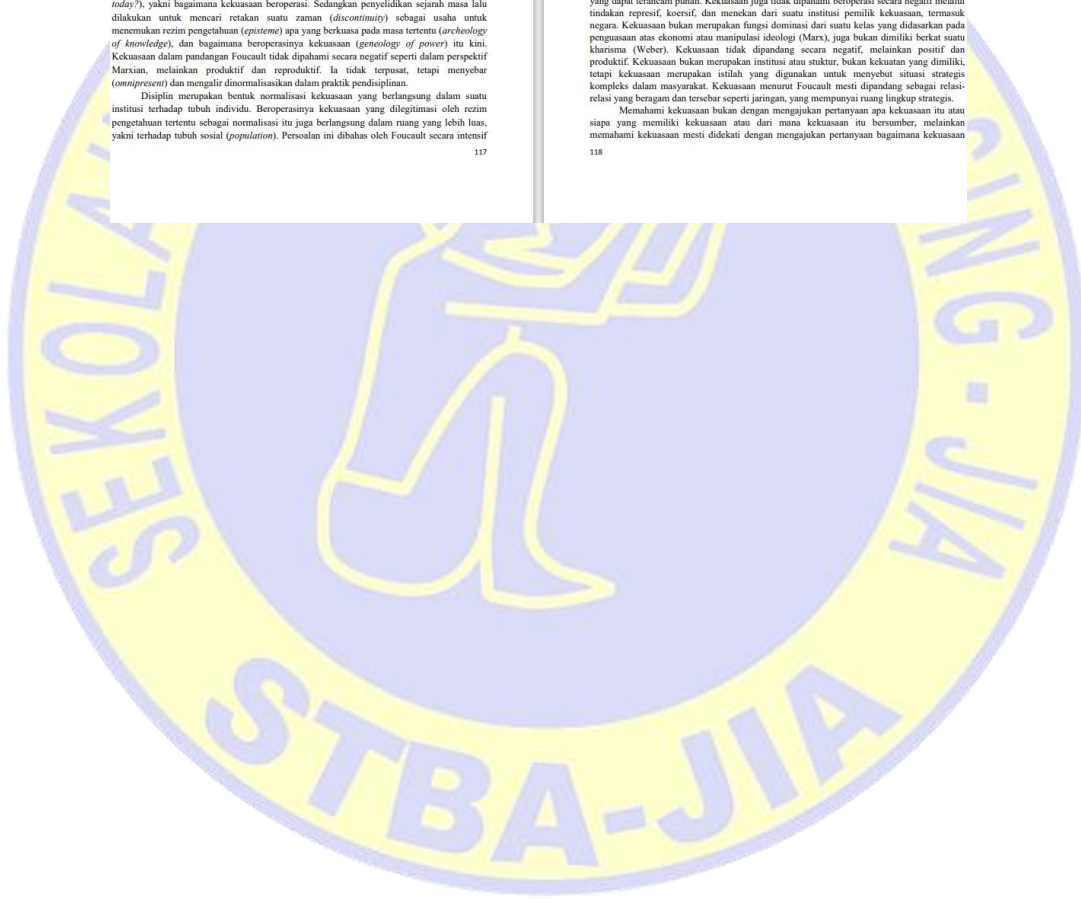 today?), yakni bagaimana kekuasaan beroperasi. Sedangkan penyelidikan sejarah masa lalu
dilakukan untuk mencari retakan suatu zaman (discontinuity) sebagai usaha untuk
menemukan rezim pengetahuan (episteme) apa yang berkuasa pada masa tertentu (archeology
of knowledge), dan bagaimana beroperasinya kekuasaan (geneology of power) itu kini.
Kekuasaan dalam pandangan Foucault tidak dipahami secara negatif seperti dalam perspektif
Marxian, melainkan produktif dan reproduktif. Ia tidak terpusat, tetapi menyebar
(omnipresent) dan mengalir dinormalisasikan dalam praktik pendisiplinan.
Disiplin merupakan bentuk normalisasi kekuasaan yang berlangsung dalam suatu
institusi terhadap tubuh individu. Beroperasinya kekuasaan yang dilegitimasi oleh rezim
pengetahuan tertentu sebagai normalisasi itu juga berlangsung dalam ruang yang lebih luas,
yakni terhadap tubuh sosial (population). Persoalan ini dibahas oleh Foucault secara intensif
117
yang dapat terancam punah. Kekuasaan juga tidak dipahami beroperasi secara negatif melalui
tindakan represif, koersif, dan menekan dari suatu institusi pemilik kekuasaan, termasuk
negara. Kekuasaan bukan merupakan fungsi dominasi dari suatu kelas yang didasarkan pada
penguasaan atas ekonomi atau manipulasi ideologi (Marx), juga bukan dimiliki berkat suatu
kharisma (Weber). Kekuasaan tidak dipandang secara negatif, melainkan positif dan
produktif. Kekuasaan bukan merupakan institusi atau stuktur, bukan kekuatan yang dimiliki,
tetapi kekuasaan merupakan istilah yang digunakan untuk menyebut situasi strategis
kompleks dalam masyarakat. Kekuasaan menurut Foucault mesti dipandang sebagai relasi-
relasi yang beragam dan tersebar seperti jaringan, yang mempunyai ruang lingkup strategis.
Memahami kekuasaan bukan dengan mengajukan pertanyaan apa kekuasaan itu atau
siapa yang memiliki kekuasaan atau dari mana kekuasaan itu bersumber, melainkan
memahami kekuasaan mesti didekati dengan mengajukan pertanyaan bagaimana kekuasaan
118
SEKOLA
SING - JIA
STBA-JIA